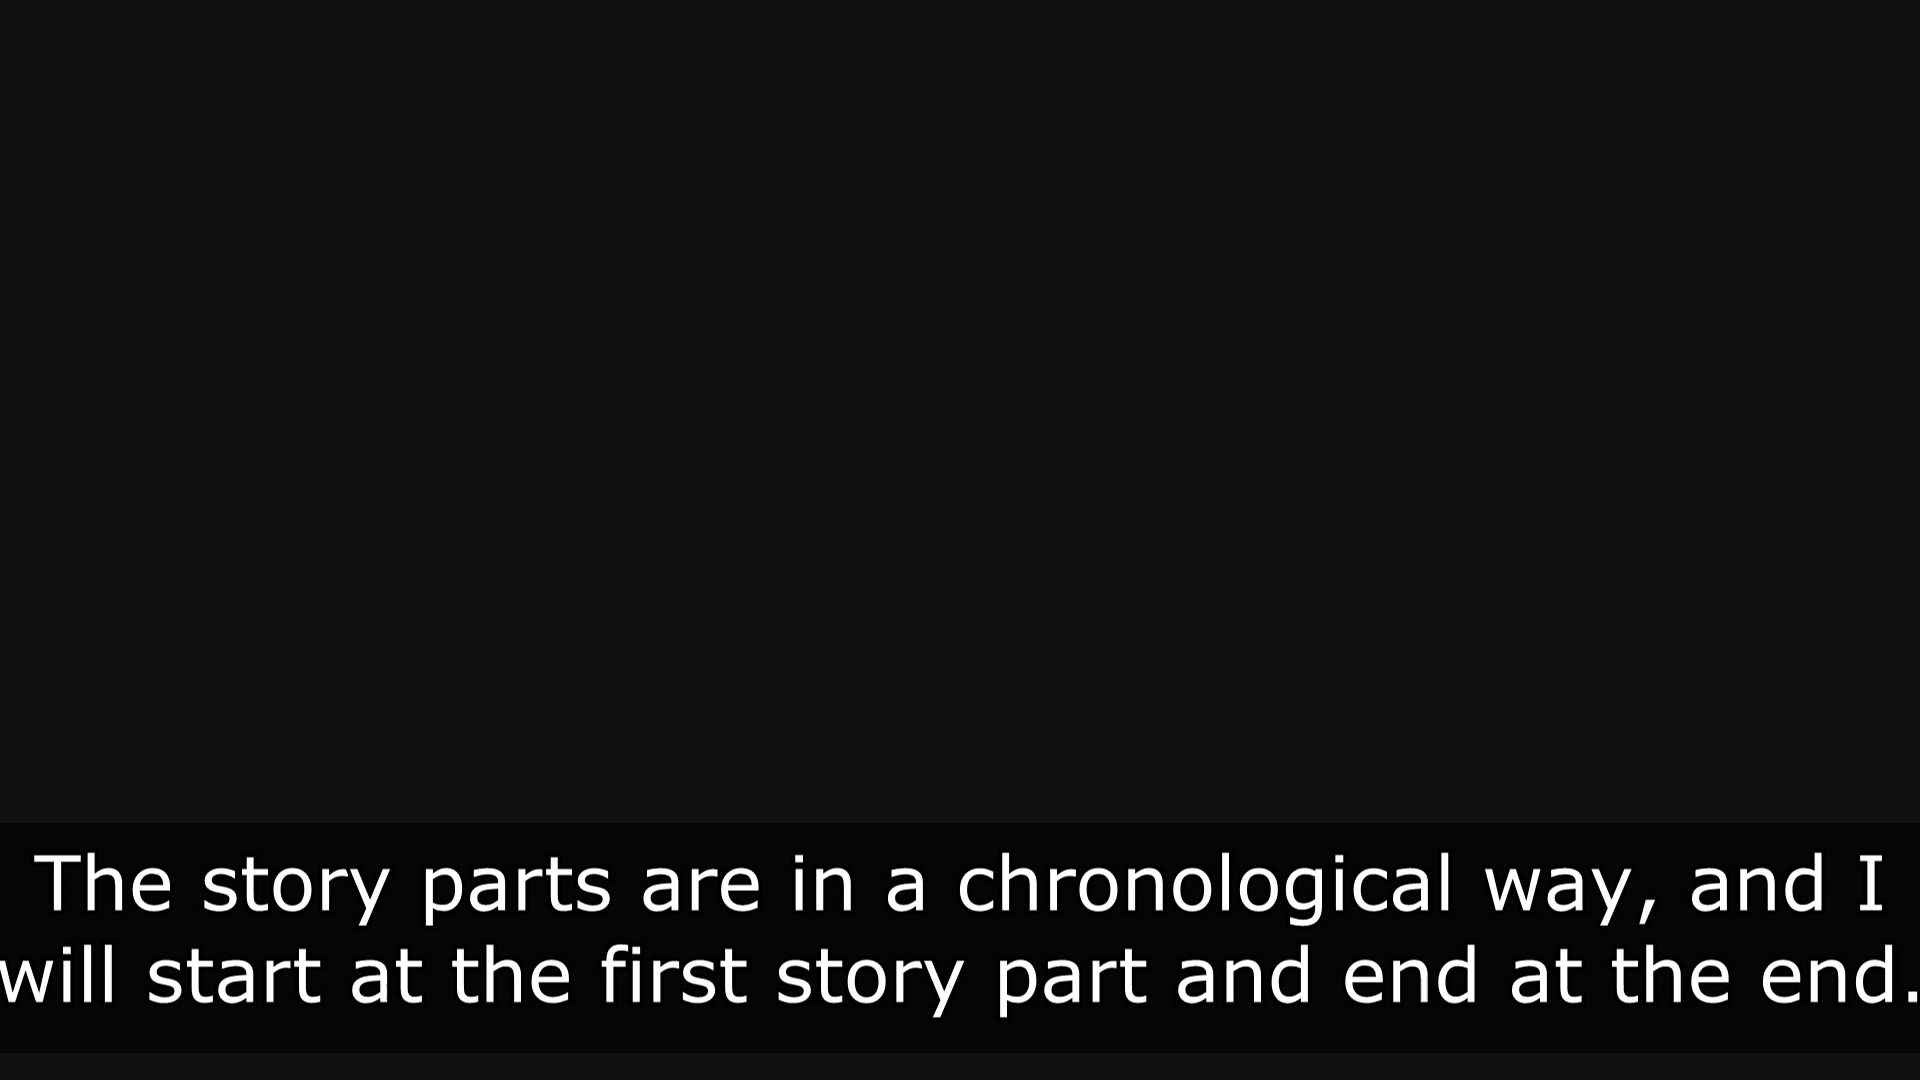 The story parts are in a chronological way, and I
will start at the first story part and end at the end.